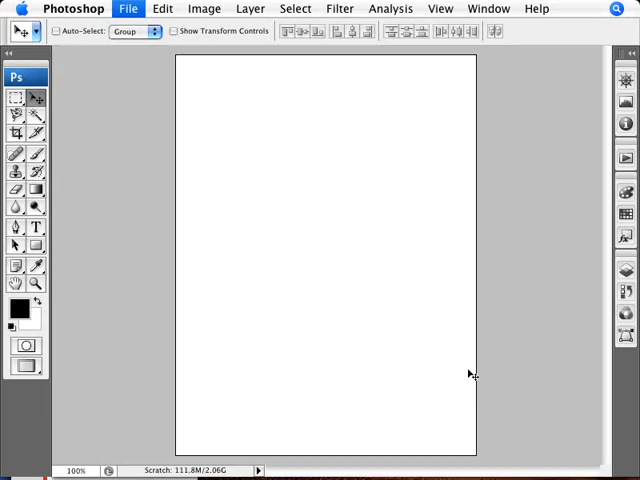 Photoshop File Edit Image Layer Select Filter Analysis View Window Help
Auto-Select: Group Show Transform Controls
Ps
T
100% Scratch: 111.8M/2.06G